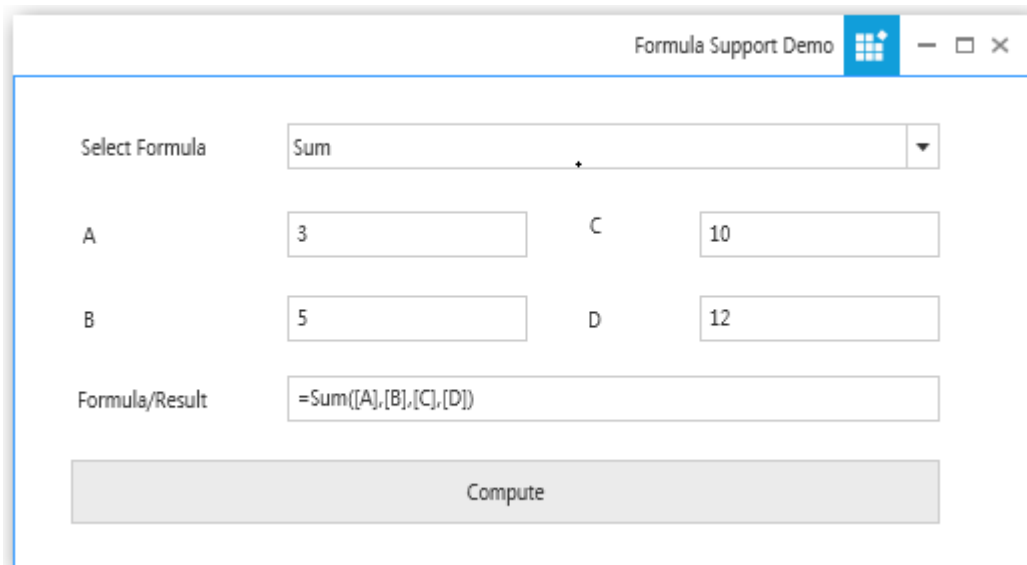 Formula Support Demo
Select Formula Sum
A 3 C 10
B 5 D 12
Formula/Result =Sum([A],[B],[C],[D])
Compute